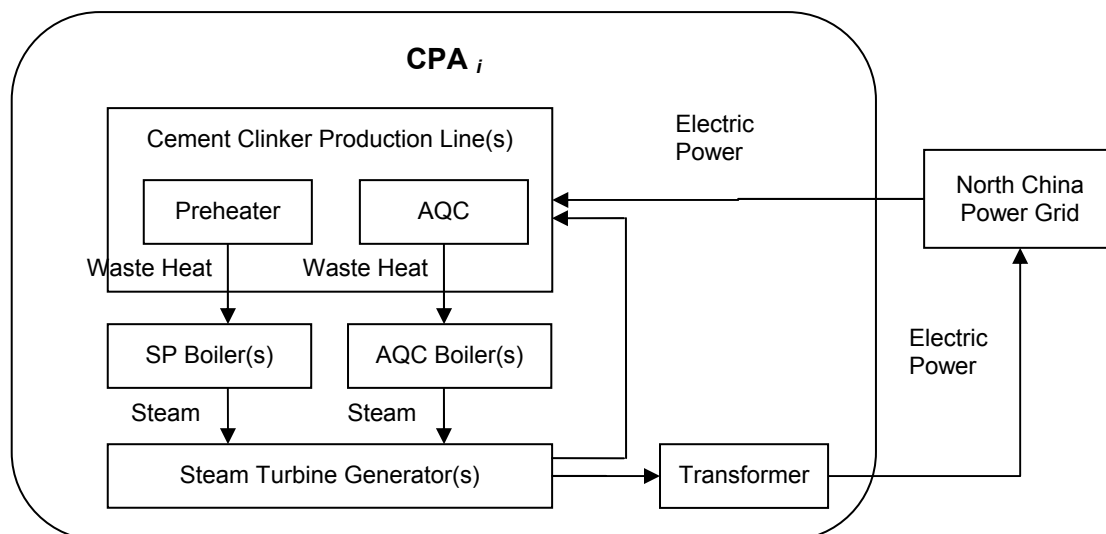 CPA i
Cement Clinker Production Line(s)
Electric
Power
North China
Power Grid
Preheater
AQC
Waste Heat
Waste Heat
SP Boiler(s)
AQC Boiler(s)
Electric
Power
Steam
Steam
Steam Turbine Generator(s)
Transformer